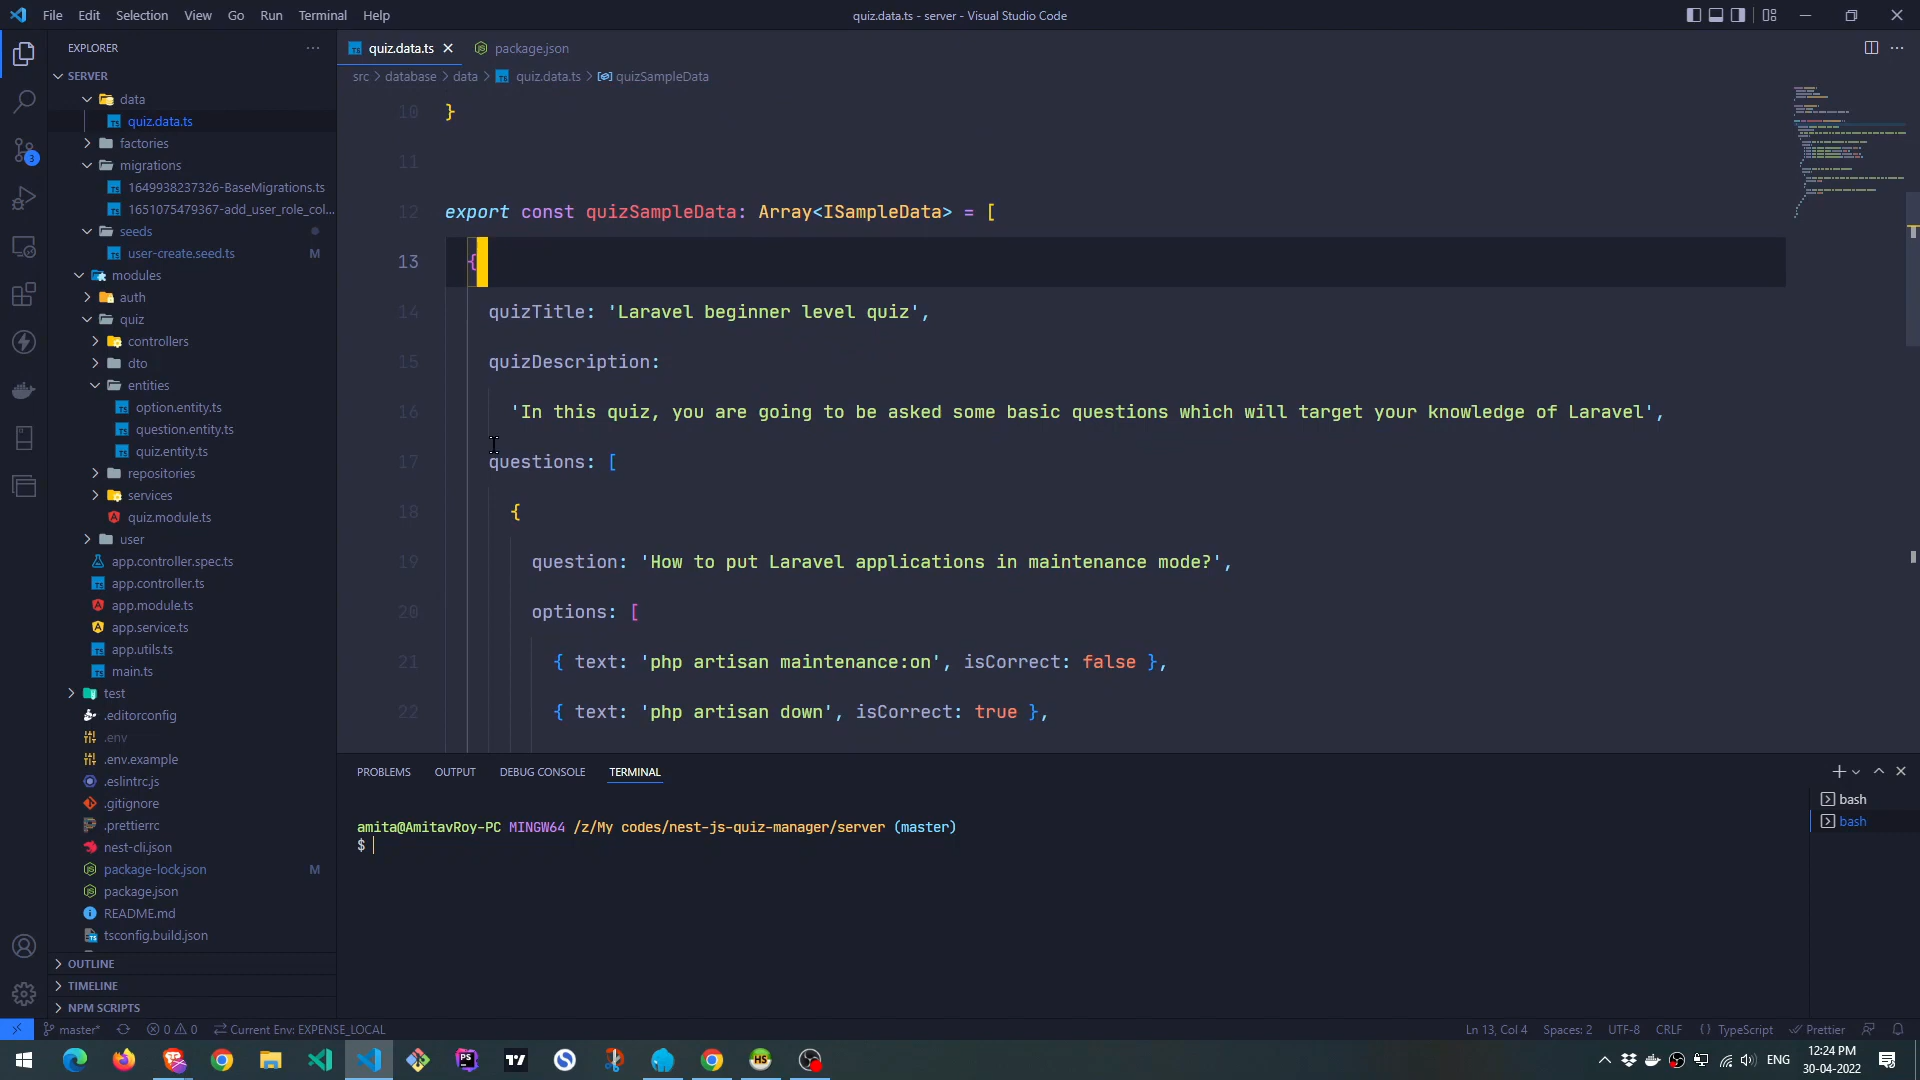 File Edit Selection View Go Run Terminal Help
quiz.data.ts - server - Visual Studio Code
EXPLORER
SERVER
data
quiz.data.ts
factories
migrations
1649938237326-BaseMigrations.ts
1651075479367-add_user_role_col...
seeds
user-create.seed.ts M
modules
auth
quiz
controllers
dto
entities
option.entity.ts
question.entity.ts
quiz.entity.ts
repositories
services
quiz.module.ts
user
app.controller.spec.ts
app.controller.ts
app.module.ts
app.service.ts
app.utils.ts
main.ts
test
.editorconfig
.env
.env.example
.eslintrc.js
.gitignore
.prettierrc
nest-cli.json
package-lock.json M
package.json
README.md
tsconfig.build.json
OUTLINE
TIMELINE
NPM SCRIPTS
3
quiz.data.ts package.json
src > database > data > quiz.data.ts > quizSampleData
10 }
11
12 export const quizSampleData: Array<ISampleData> = [
13 {
14 quizTitle: 'Laravel beginner level quiz',
15 quizDescription:
16 'In this quiz, you are going to be asked some basic questions which will target your knowledge of Laravel',
17 questions: [
18 {
19 question: 'How to put Laravel applications in maintenance mode?',
20 options: [
21 { text: 'php artisan maintenance:on', isCorrect: false },
22 { text: 'php artisan down', isCorrect: true },
PROBLEMS OUTPUT DEBUG CONSOLE TERMINAL
amita@AmitavRoy-PC MINGW64 /z/My codes/nest-js-quiz-manager/server (master)
$
bash
bash
master* 0 0 Current Env: EXPENSE_LOCAL
Ln 13, Col 4 Spaces: 2 UTF-8 CRLF { } TypeScript Prettier
PS
TV
HS
ENG
12:24 PM
30-04-2022